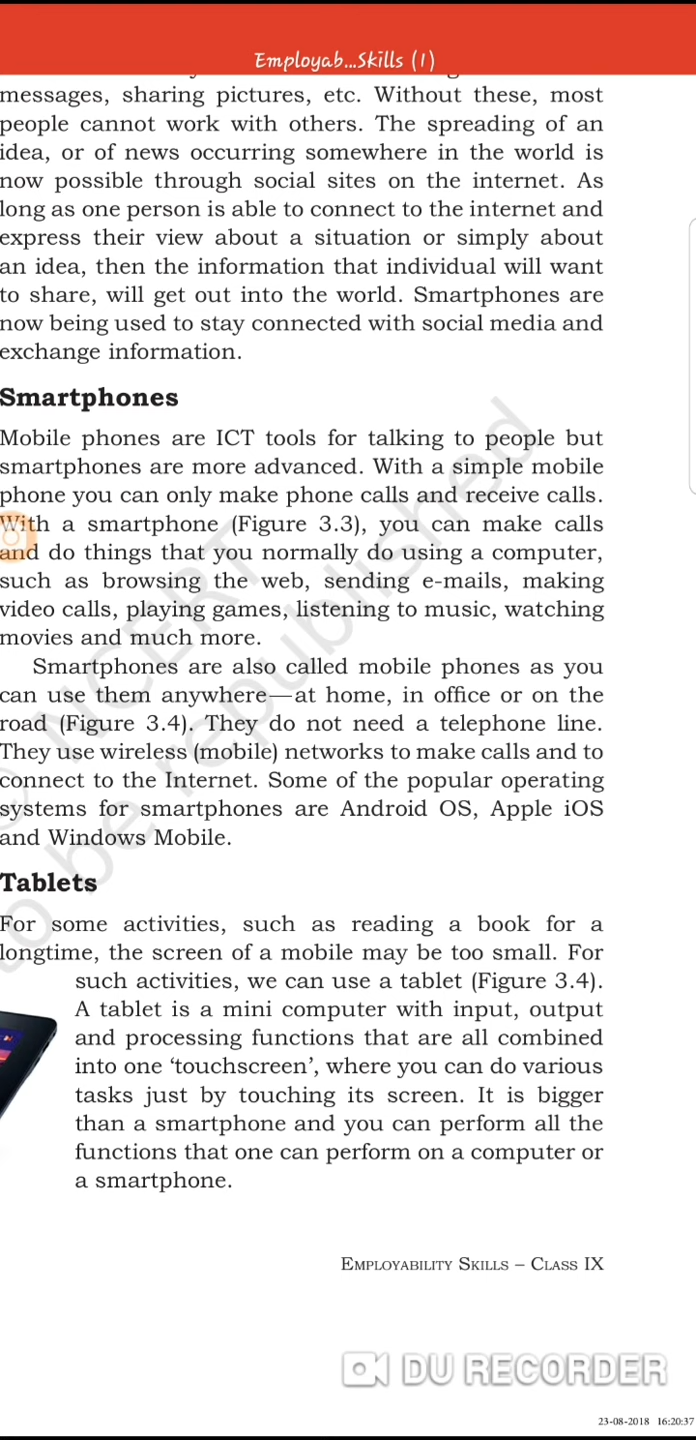 Employab...Skills (1)
messages, sharing pictures, etc. Without these, most
people cannot work with others. The spreading of an
idea, or of news occurring somewhere in the world is
now possible through social sites on the internet. As
long as one person is able to connect to the internet and
express their view about a situation or simply about
an idea, then the information that individual will want
to share, will get out into the world. Smartphones are
now being used to stay connected with social media and
exchange information.
Smartphones
Mobile phones are ICT tools for talking to people but
smartphones are more advanced. With a simple mobile
phone you can only make phone calls and receive calls.
With a smartphone (Figure 3.3), you can make calls
and do things that you normally do using a computer,
such as browsing the web, sending e-mails, making
video calls, playing games, listening to music, watching
movies and much more.
Smartphones are also called mobile phones as you
can use them anywhere—at home, in office or on the
road (Figure 3.4). They do not need a telephone line.
They use wireless (mobile) networks to make calls and to
connect to the Internet. Some of the popular operating
systems for smartphones are Android OS, Apple iOS
and Windows Mobile.
Tablets
For some activities, such as reading a book for a
longtime, the screen of a mobile may be too small. For
such activities, we can use a tablet (Figure 3.4).
A tablet is a mini computer with input, output
and processing functions that are all combined
into one ‘touchscreen’, where you can do various
tasks just by touching its screen. It is bigger
than a smartphone and you can perform all the
functions that one can perform on a computer or
a smartphone.
Employability Skills – Class IX
DU RECORDER
23-08-2018 16:20:37
© NCERT
to be republished